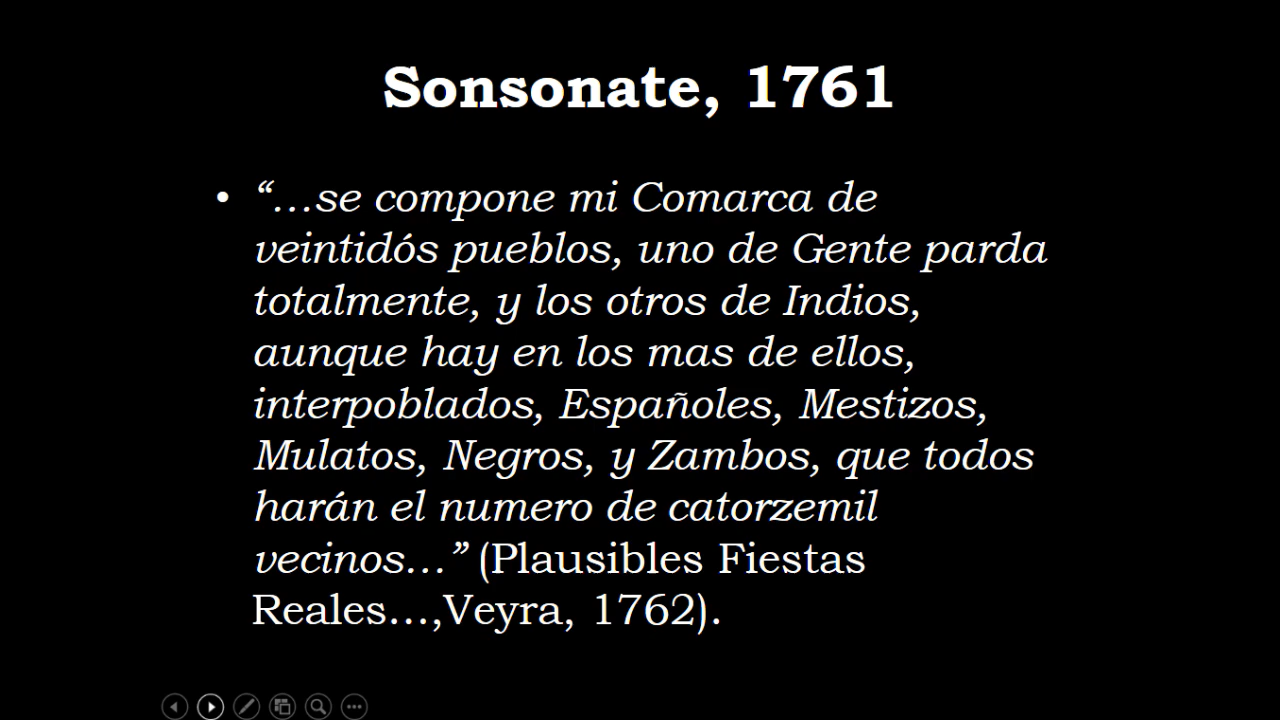 Sonsonate, 1761
• “…se compone mi Comarca de
veintidós pueblos, uno de Gente parda
totalmente, y los otros de Indios,
aunque hay en los mas de ellos,
interpoblados, Españoles, Mestizos,
Mulatos, Negros, y Zambos, que todos
harán el numero de catorzemil
vecinos…” (Plausibles Fiestas
Reales…,Veyra, 1762).